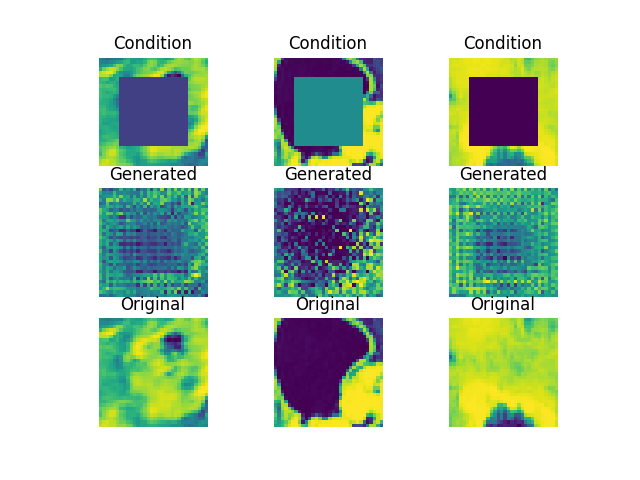 Condition Condition Condition
Generated Generated Generated
Original Original Original